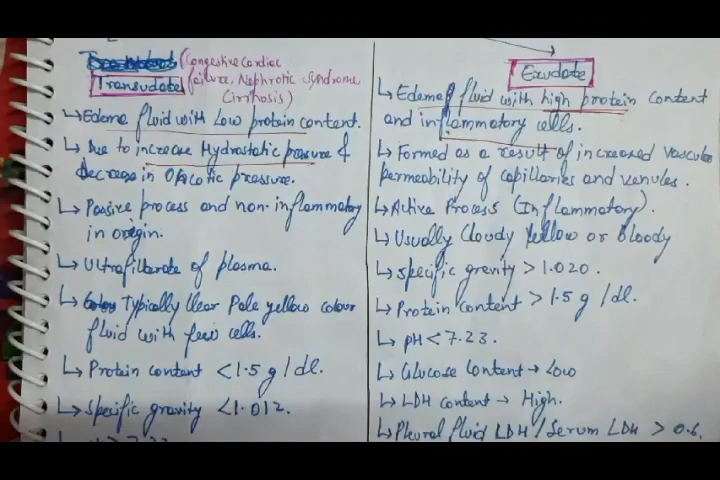 (Congestive Cardiac
Transudate failure, Nephrotic Syndrome
Cirrhosis)
↳ Edema fluid with Low protein content.
↳ Due to increase Hydrostatic pressure &
decrease in Oncotic pressure.
↳ Passive process and non-inflammatory
in origin.
↳ Ultrafilterate of plasma.
↳ Typically clear Pale yellow colour
fluid with few cells.
↳ Protein content <1.5 g/dl.
↳ Specific gravity <1.012.
Exudate
↳ Edema fluid with high protein content
and inflammatory cells.
↳ Formed as a result of increased vascular
permeability of capillaries and venules.
↳ Active Process (Inflammatory).
↳ Usually Cloudy yellow or bloody
↳ specific gravity > 1.020.
↳ Protein content > 1.5 g/dl.
↳ pH < 7.23.
↳ Glucose Content → Low
↳ LDH content → High.
↳ Pleural fluid LDH / Serum LDH > 0.6.